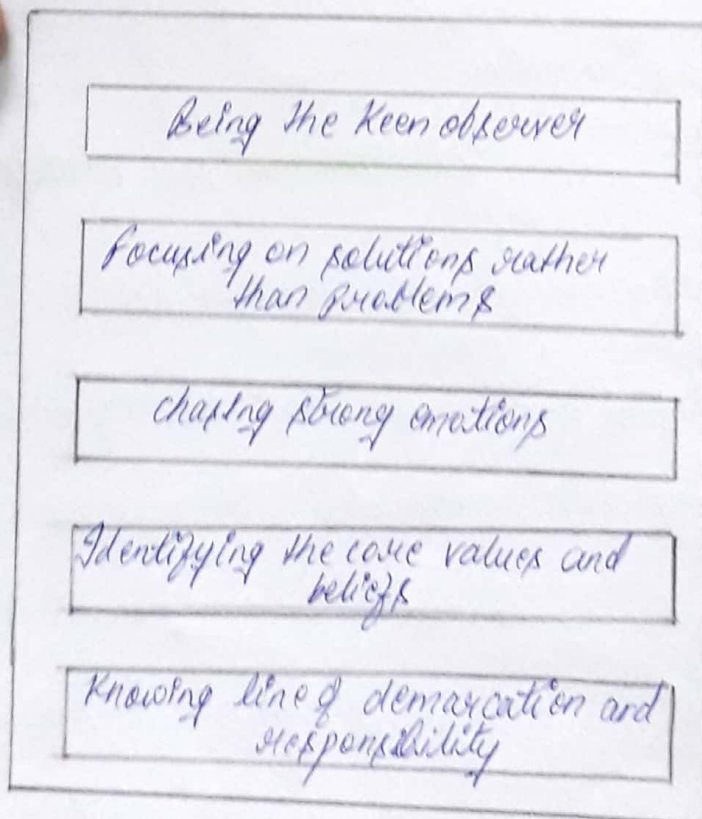 Being the Keen observer
Focusing on solutions rather
than problems
chasing strong emotions
Identifying the core values and
beliefs
Knowing line of demarcation and
responsibility